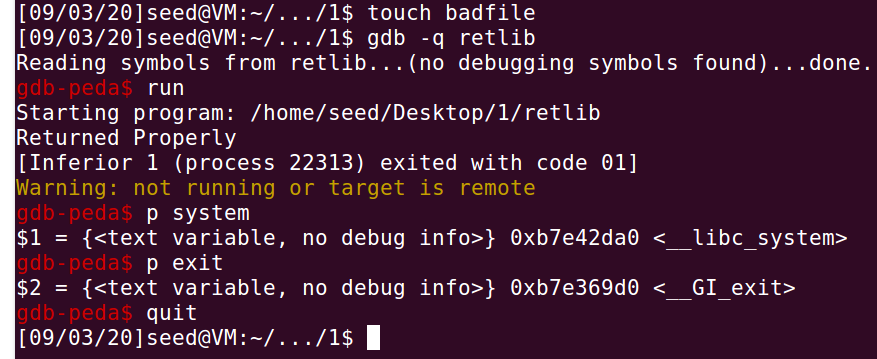 [09/03/20]seed@VM:~/.../1$ touch badfile
[09/03/20]seed@VM:~/.../1$ gdb -q retlib
Reading symbols from retlib...(no debugging symbols found)...done.
gdb-peda$ run
Starting program: /home/seed/Desktop/1/retlib
Returned Properly
[Inferior 1 (process 22313) exited with code 01]
Warning: not running or target is remote
gdb-peda$ p system
$1 = {<text variable, no debug info>} 0xb7e42da0 <__libc_system>
gdb-peda$ p exit
$2 = {<text variable, no debug info>} 0xb7e369d0 <__GI_exit>
gdb-peda$ quit
[09/03/20]seed@VM:~/.../1$